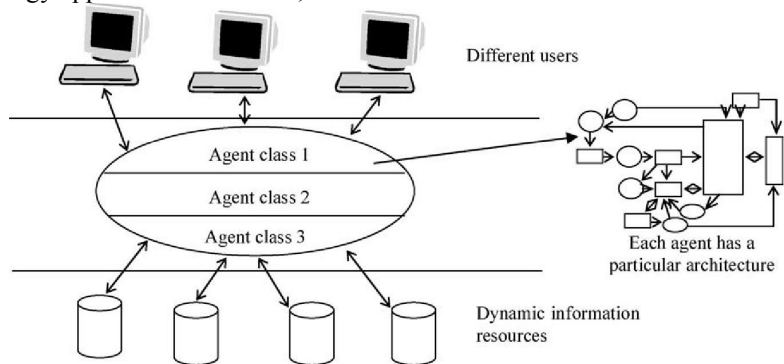 Different users
Agent class 1
Agent class 2
Agent class 3
Each agent has a
particular architecture
Dynamic information
resources